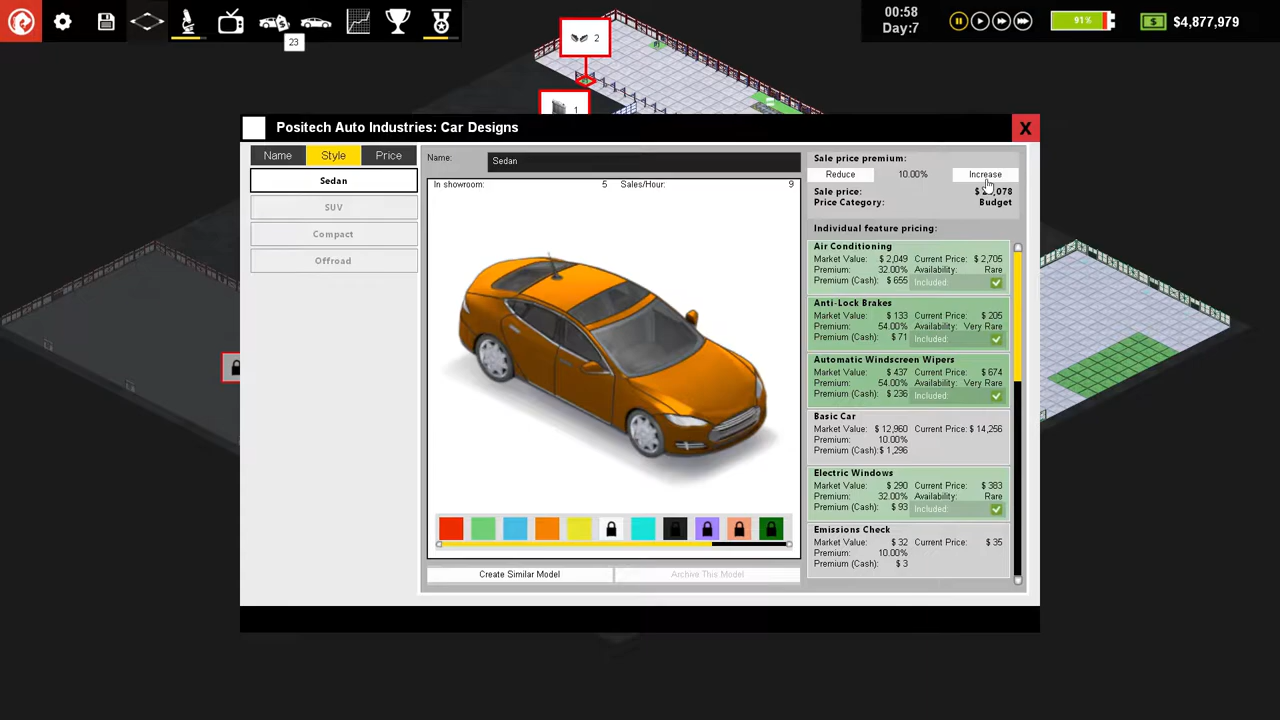 00:58
Day:7
91%
$4,877,979
23
2
1
Positech Auto Industries: Car Designs
X
Name Style Price
Sedan
SUV
Compact
Offroad
Name: Sedan
In showroom: 5 Sales/Hour: 9
Create Similar Model
Archive This Model
Sale price premium:
Reduce 10.00% Increase
Sale price: $ ,078
Price Category: Budget
Individual feature pricing:
Air Conditioning
Market Value: $ 2,049 Current Price: $ 2,705
Premium: 32.00% Availability: Rare
Premium (Cash): $ 655 Included:
Anti-Lock Brakes
Market Value: $ 133 Current Price: $ 205
Premium: 54.00% Availability: Very Rare
Premium (Cash): $ 71 Included:
Automatic Windscreen Wipers
Market Value: $ 437 Current Price: $ 674
Premium: 54.00% Availability: Very Rare
Premium (Cash): $ 236 Included:
Basic Car
Market Value: $ 12,960 Current Price: $ 14,256
Premium: 10.00%
Premium (Cash): $ 1,296
Electric Windows
Market Value: $ 290 Current Price: $ 383
Premium: 32.00% Availability: Rare
Premium (Cash): $ 93 Included:
Emissions Check
Market Value: $ 32 Current Price: $ 35
Premium: 10.00%
Premium (Cash): $ 3